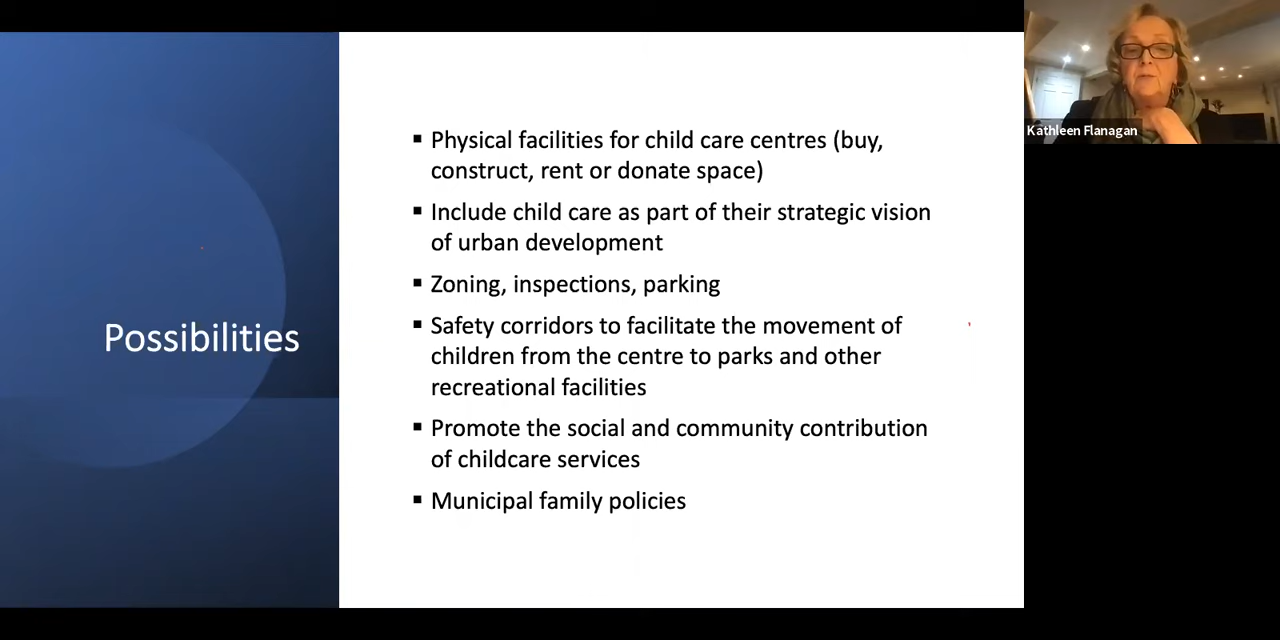 Possibilities
▪ Physical facilities for child care centres (buy,
construct, rent or donate space)
▪ Include child care as part of their strategic vision
of urban development
▪ Zoning, inspections, parking
▪ Safety corridors to facilitate the movement of
children from the centre to parks and other
recreational facilities
▪ Promote the social and community contribution
of childcare services
▪ Municipal family policies
Kathleen Flanagan